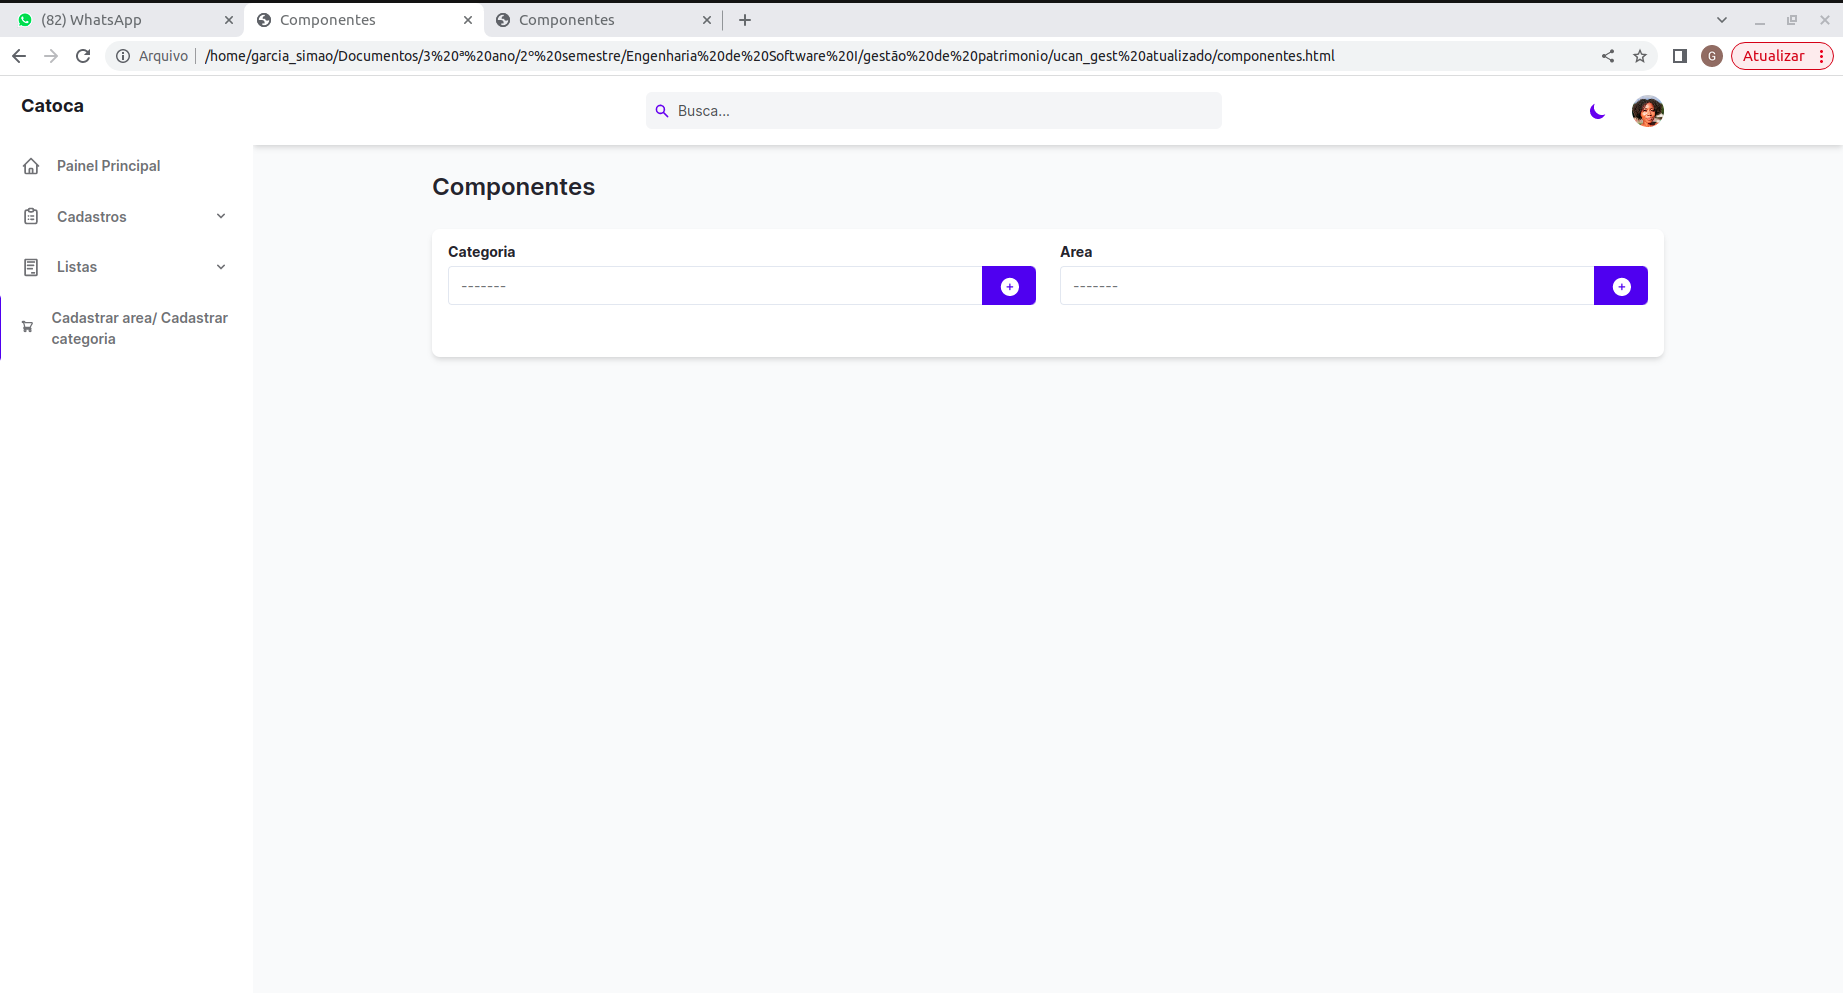 (82) WhatsApp
Componentes
Componentes
Arquivo
/home/garcia_simao/Documentos/3%20ª%20ano/2º%20semestre/Engenharia%20de%20Software%20I/gestão%20de%20patrimonio/ucan_gest%20atualizado/componentes.html
G
Atualizar
Catoca
Busca...
Painel Principal
Cadastros
Listas
Cadastrar area/ Cadastrar
categoria
Componentes
Categoria
Area
-------
-------